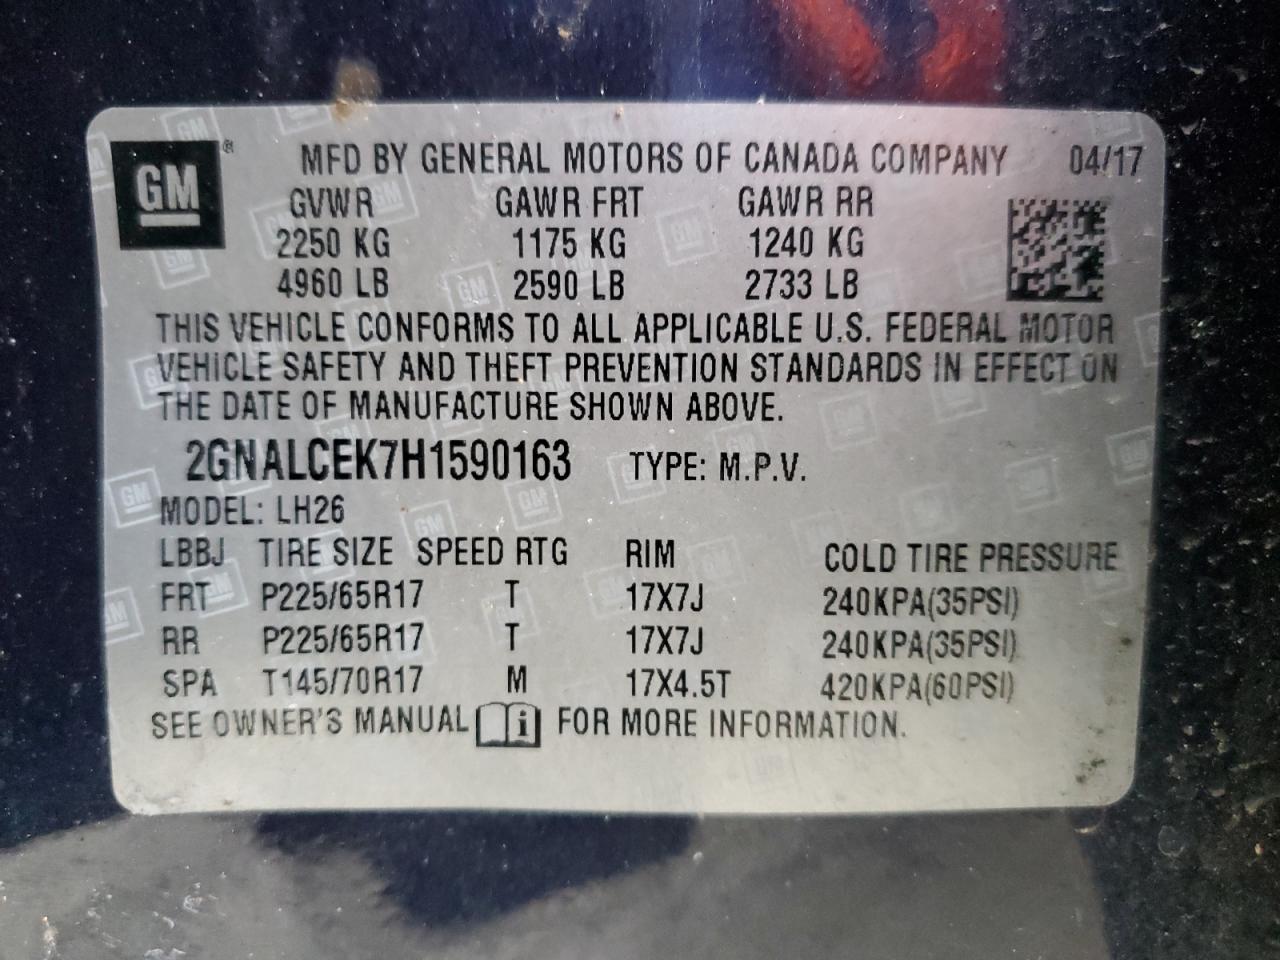 GM® MFD BY GENERAL MOTORS OF CANADA COMPANY 04/17
GVWR GAWR FRT GAWR RR
2250 KG 1175 KG 1240 KG
4960 LB 2590 LB 2733 LB
THIS VEHICLE CONFORMS TO ALL APPLICABLE U.S. FEDERAL MOTOR
VEHICLE SAFETY AND THEFT PREVENTION STANDARDS IN EFFECT ON
THE DATE OF MANUFACTURE SHOWN ABOVE.
2GNALCEK7H1590163 TYPE: M.P.V.
MODEL: LH26
LBBJ TIRE SIZE SPEED RTG RIM COLD TIRE PRESSURE
FRT P225/65R17 T 17X7J 240KPA(35PSI)
RR P225/65R17 T 17X7J 240KPA(35PSI)
SPA T145/70R17 M 17X4.5T 420KPA(60PSI)
SEE OWNER'S MANUAL i FOR MORE INFORMATION.